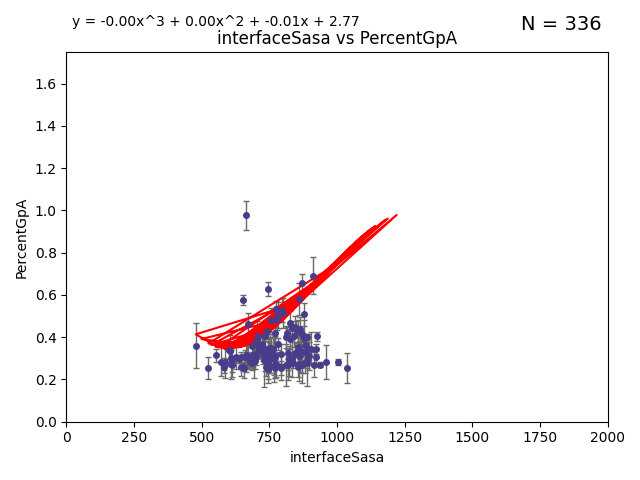 y = -0.00x^3 + 0.00x^2 + -0.01x + 2.77
N = 336
interfaceSasa vs PercentGpA
PercentGpA
1.6
1.4
1.2
1.0
0.8
0.6
0.4
0.2
0.0
0 250 500 750 1000 1250 1500 1750 2000
interfaceSasa